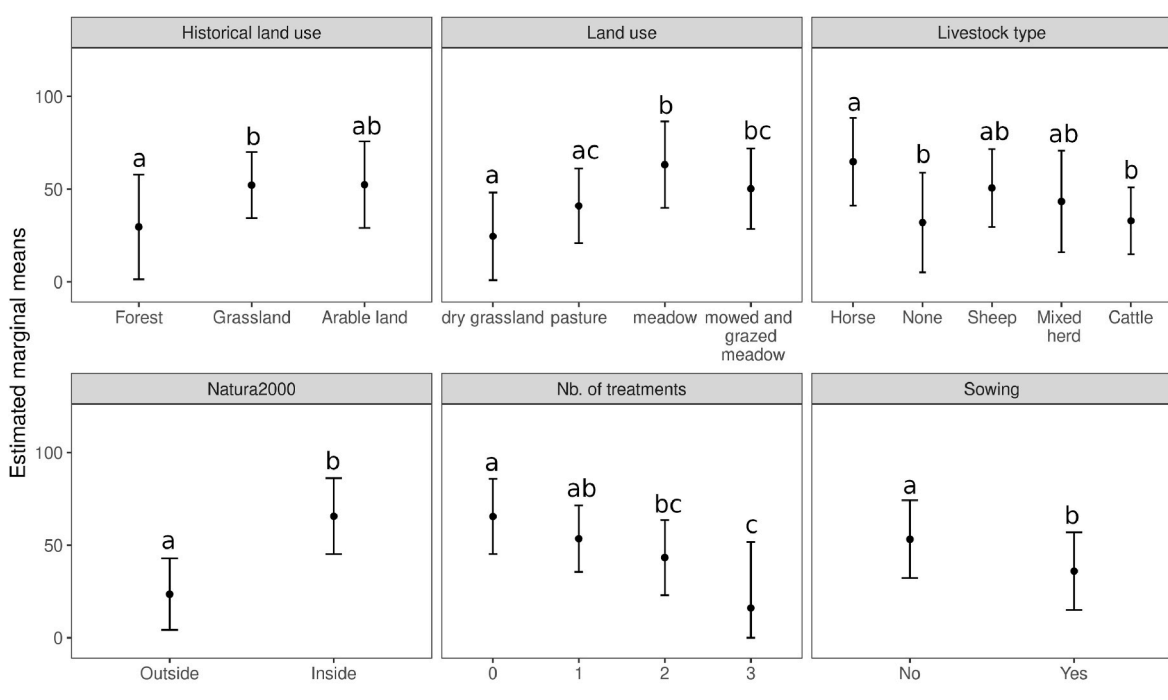 Estimated marginal means
Historical land use
100
50
0
a
b
ab
Forest
Grassland
Arable land
Land use
a
ac
b
bc
dry grassland
pasture
meadow
mowed and
grazed
meadow
Livestock type
a
b
ab
ab
b
Horse
None
Sheep
Mixed
herd
Cattle
Natura2000
100
50
0
a
b
Outside
Inside
Nb. of treatments
a
ab
bc
c
0
1
2
3
Sowing
a
b
No
Yes